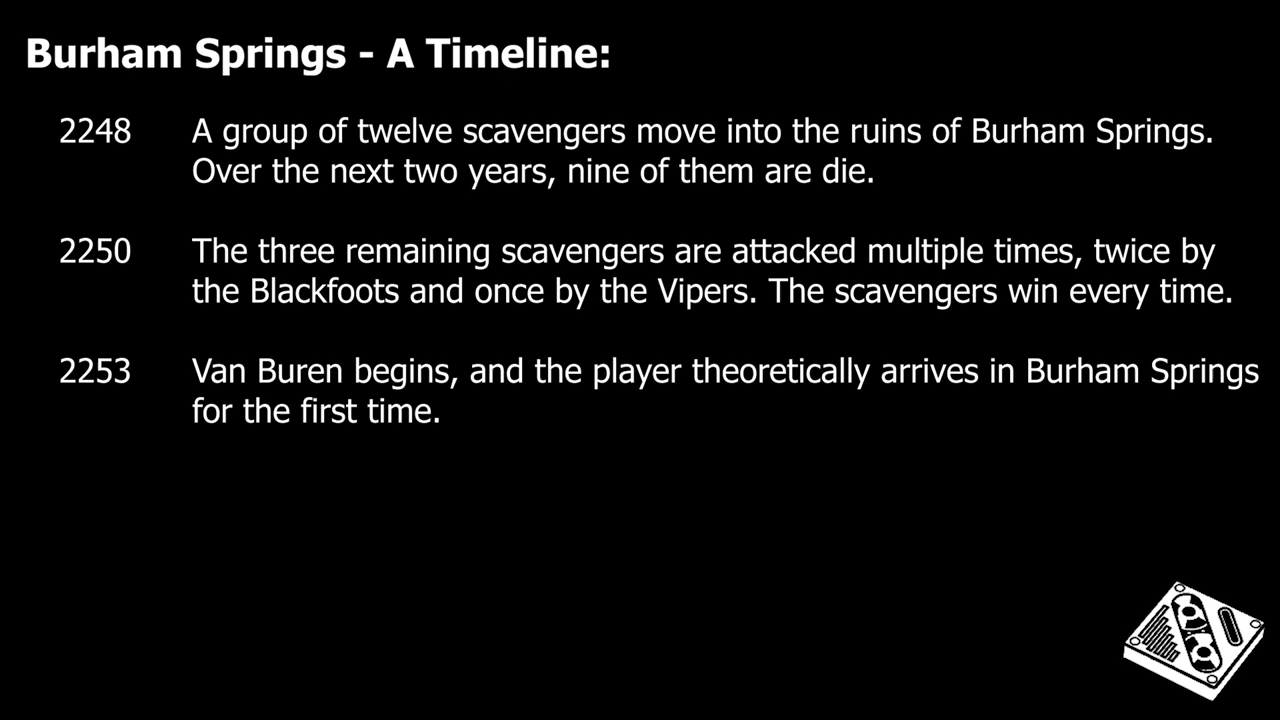 Burham Springs - A Timeline:
2248 A group of twelve scavengers move into the ruins of Burham Springs.
Over the next two years, nine of them are die.
2250 The three remaining scavengers are attacked multiple times, twice by
the Blackfoots and once by the Vipers. The scavengers win every time.
2253 Van Buren begins, and the player theoretically arrives in Burham Springs
for the first time.